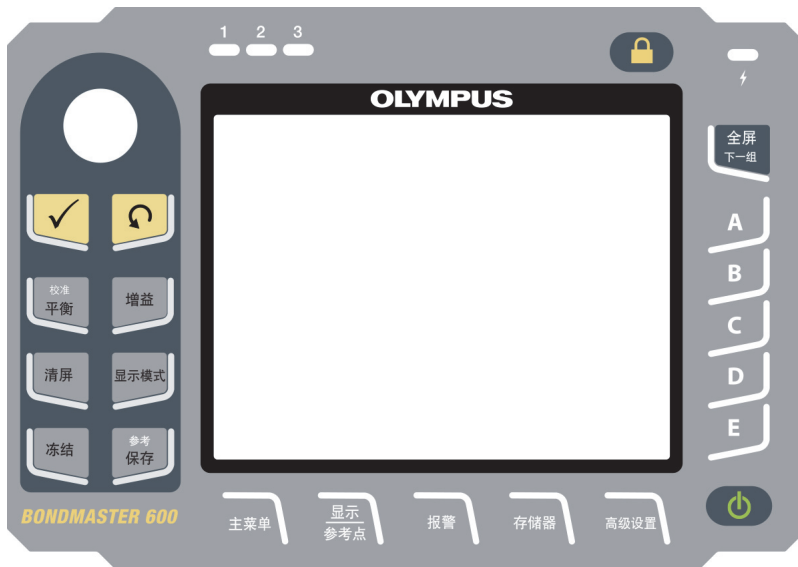 1 2 3
OLYMPUS
全屏
下一组
A
B
C
D
E
校准
平衡
增益
清屏
显示模式
冻结
参考
保存
BONDMASTER 600
主菜单
显示
参考点
报警
存储器
高级设置